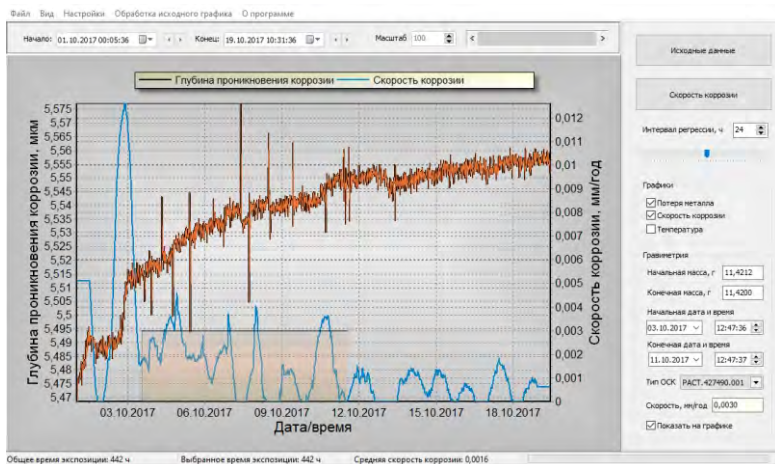 Файл Вид Настройки Обработка исходного графика О программе
Начало: 01.10.2017 00:05:36 Конец: 19.10.2017 10:31:36 Масштаб 100
Исходные данные
Скорость коррозии
Интервал регрессии, ч 24
Графики
Потеря металла
Скорость коррозии
Температура
Гравиметрия
Начальная масса, г 11,4212
Конечная масса, г 11,4200
Начальная дата и время
03.10.2017 12:47:36
Конечная дата и время
11.10.2017 12:47:37
Тип ОСК РАСТ.427490.001
Скорость, мм/год 0,0030
Показать на графике
Глубина проникновения коррозии Скорость коррозии
Глубина проникновения коррозии, мкм
5,575
5,57
5,565
5,56
5,555
5,55
5,545
5,54
5,535
5,53
5,525
5,52
5,515
5,51
5,505
5,5
5,495
5,49
5,485
5,48
5,475
5,47
0,012
0,011
0,01
0,009
0,008
0,007
0,006
0,005
0,004
0,003
0,002
0,001
0
Скорость коррозии, мм/год
03.10.2017 06.10.2017 09.10.2017 12.10.2017 15.10.2017 18.10.2017
Дата/время
Общее время экспозиции: 442 ч Выбранное время экспозиции: 442 ч Средняя скорость коррозии: 0,0016